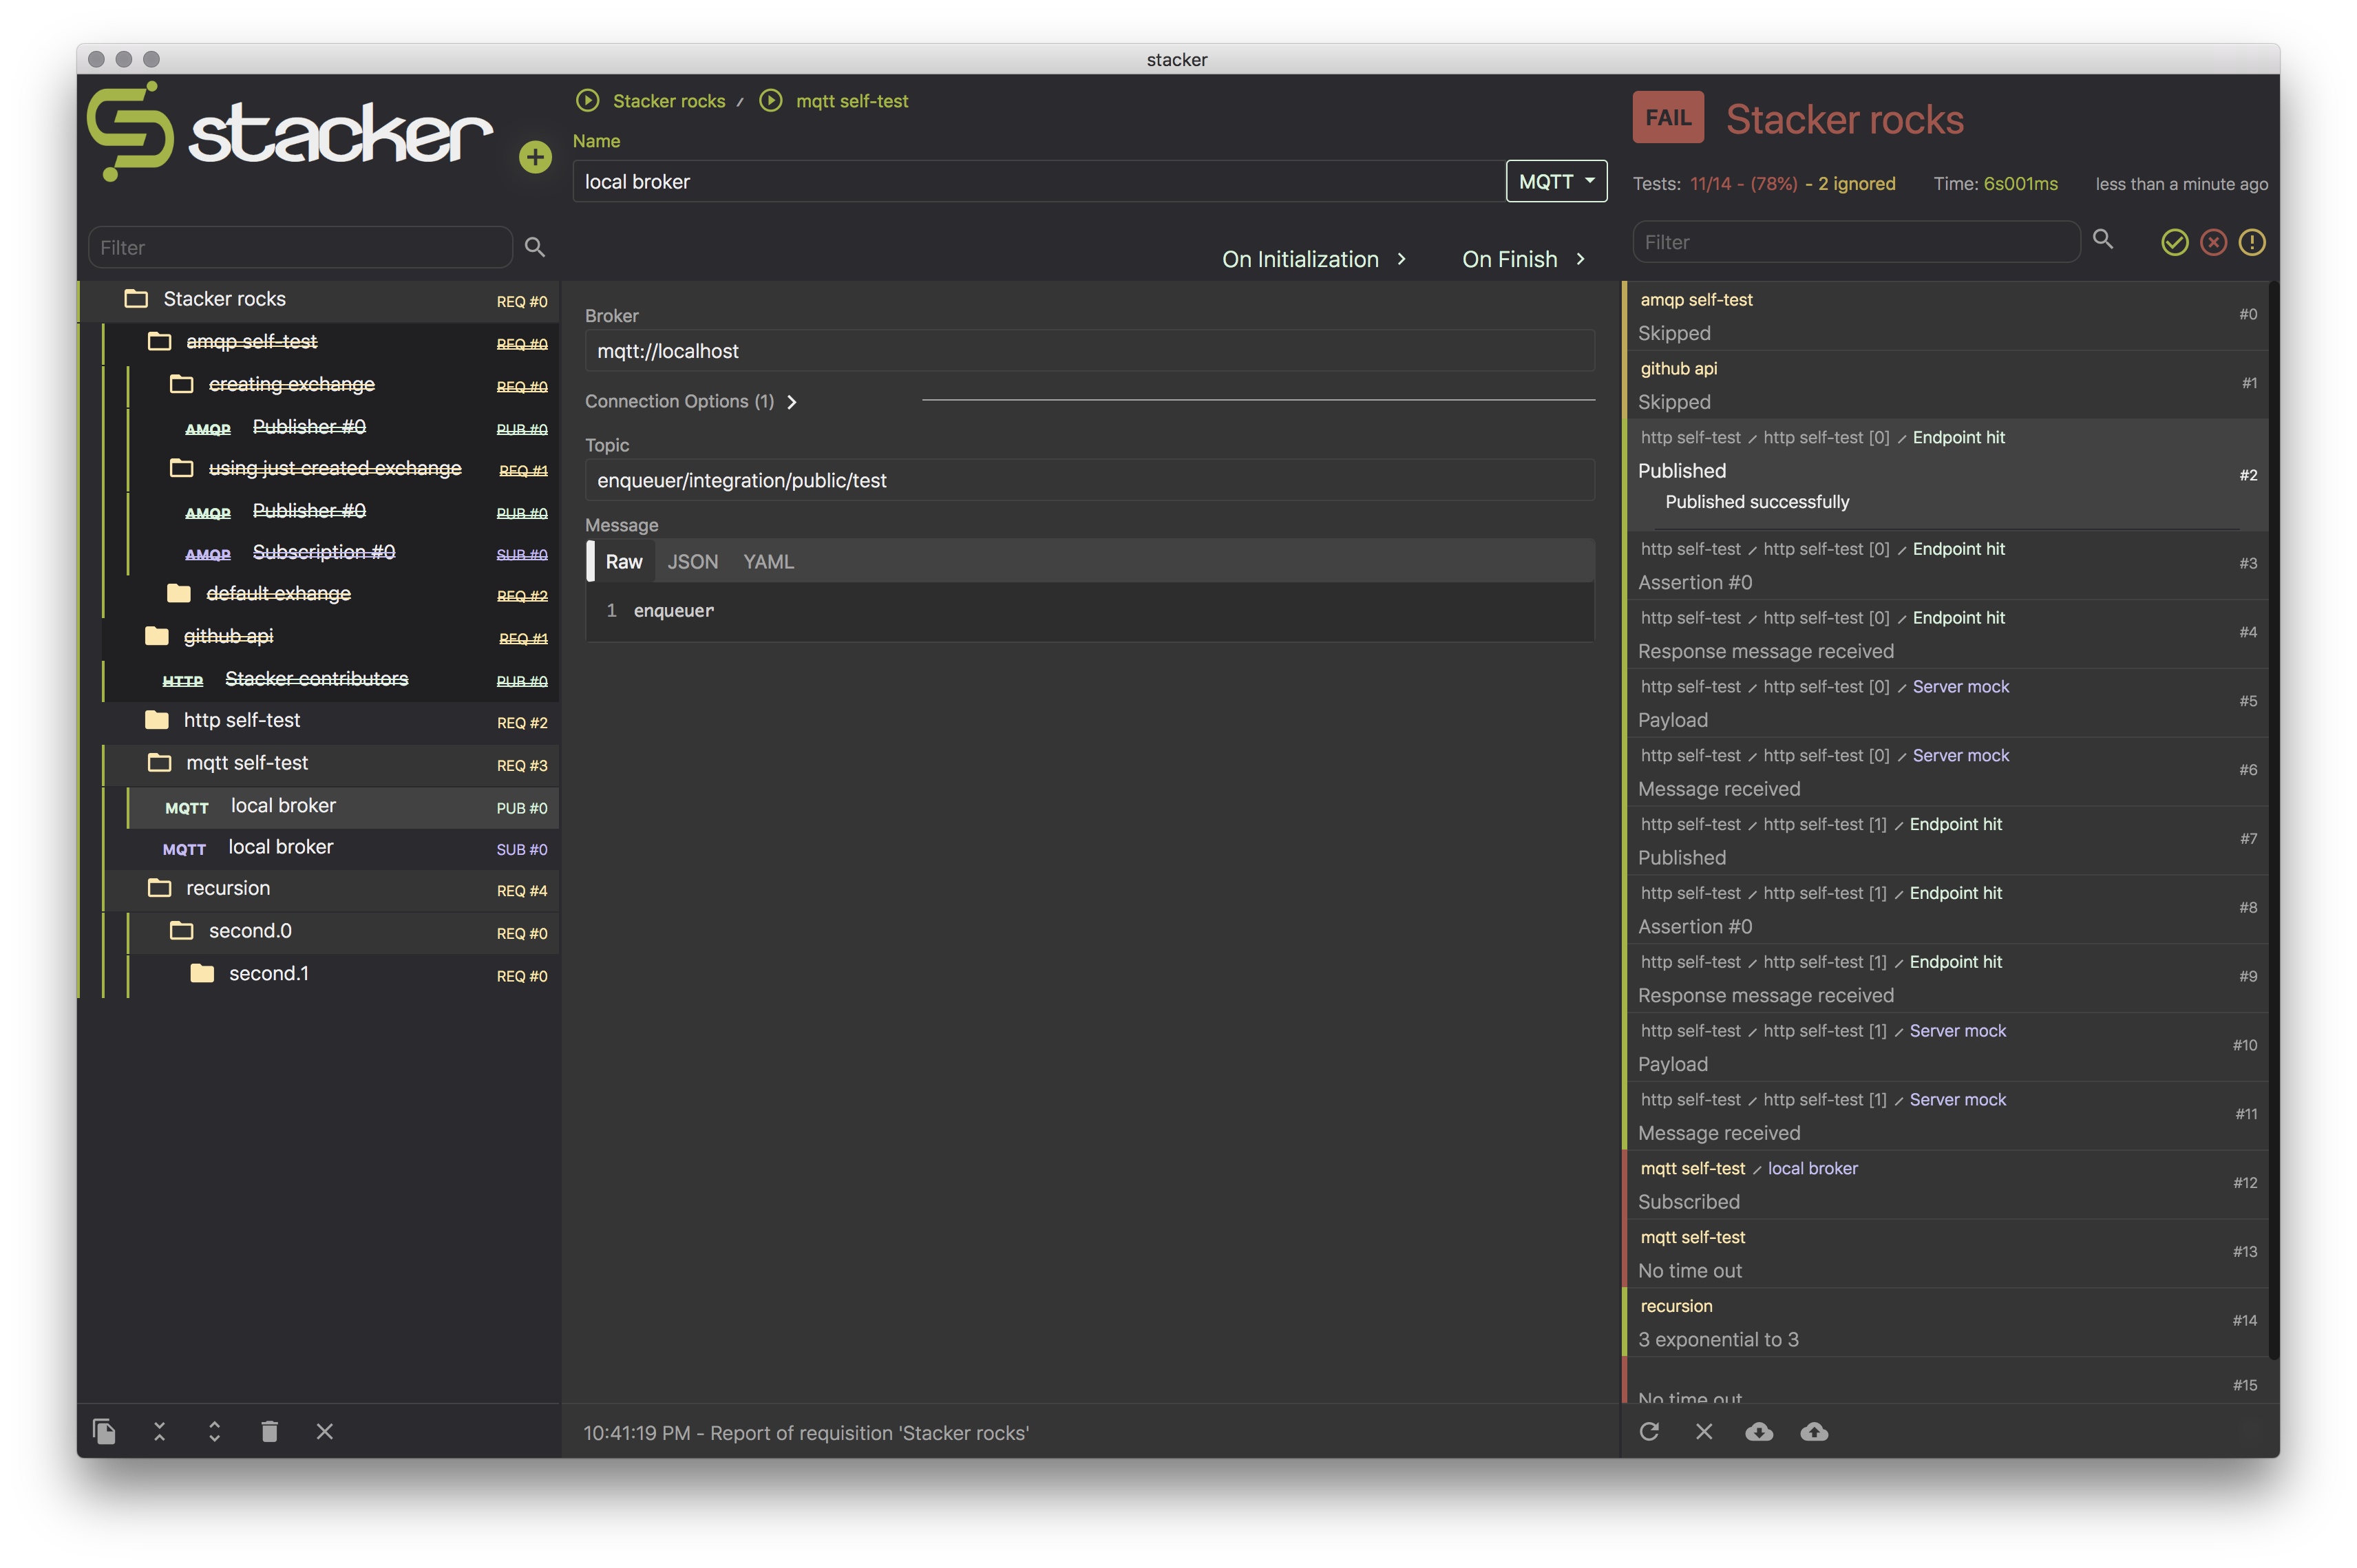 stacker
stacker
Filter
Stacker rocks REQ #0
amqp self-test REQ #0
creating exchange REQ #0
AMQP Publisher #0 PUB #0
using just created exchange REQ #1
AMQP Publisher #0 PUB #0
AMQP Subscription #0 SUB #0
default exhange REQ #2
github api REQ #1
HTTP Stacker contributors PUB #0
http self-test REQ #2
mqtt self-test REQ #3
MQTT local broker PUB #0
MQTT local broker SUB #0
recursion REQ #4
second.0 REQ #0
second.1 REQ #0
Stacker rocks / mqtt self-test
Name
local broker MQTT
On Initialization On Finish
Broker
mqtt://localhost
Connection Options (1)
Topic
enqueuer/integration/public/test
Message
Raw JSON YAML
1 enqueuer
10:41:19 PM - Report of requisition 'Stacker rocks'
FAIL Stacker rocks
Tests: 11/14 - (78%) - 2 ignored Time: 6s001ms less than a minute ago
Filter
amqp self-test
#0
Skipped
github api
#1
Skipped
http self-test / http self-test [0] / Endpoint hit
Published
#2
Published successfully
http self-test / http self-test [0] / Endpoint hit
#3
Assertion #0
http self-test / http self-test [0] / Endpoint hit
#4
Response message received
http self-test / http self-test [0] / Server mock
#5
Payload
http self-test / http self-test [0] / Server mock
#6
Message received
http self-test / http self-test [1] / Endpoint hit
#7
Published
http self-test / http self-test [1] / Endpoint hit
#8
Assertion #0
http self-test / http self-test [1] / Endpoint hit
#9
Response message received
http self-test / http self-test [1] / Server mock
#10
Payload
http self-test / http self-test [1] / Server mock
#11
Message received
mqtt self-test / local broker
#12
Subscribed
mqtt self-test
#13
No time out
recursion
#14
3 exponential to 3
#15
No time out